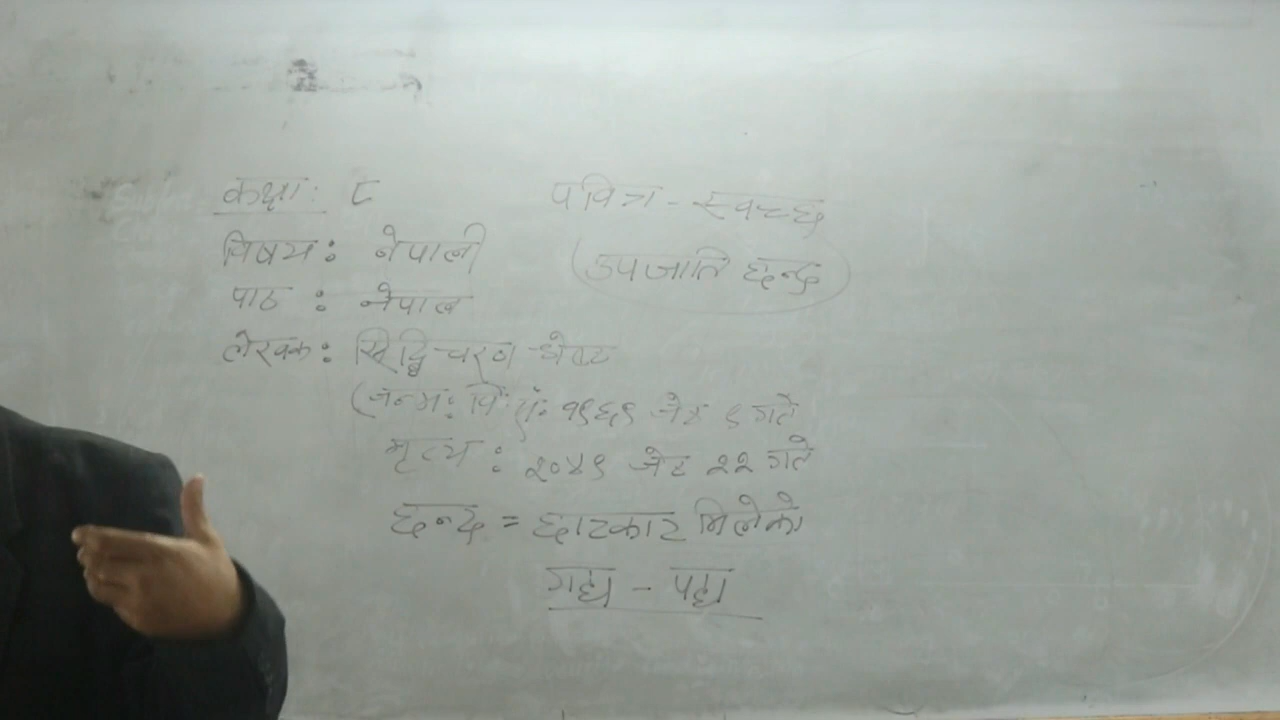 कक्षा: ८
विषय: नेपाली
पाठ : नेपाल
लेखक: सिद्धिचरण श्रेष्ठ
(जन्म: वि.सं. १९६९ जेठ ९ गते
मृत्य : २०४९ जेठ २२ गते
छन्द = छाटकाट मिलेको
गद्य - पद्य
पवित्र - स्वच्छ
(उपजाति छन्द)